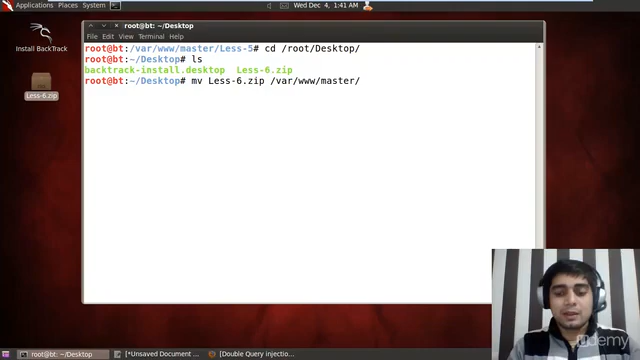 Applications Places System
Wed Dec 4, 1:41 AM
root@bt: ~/Desktop
File Edit View Terminal Help
root@bt:/var/www/master/Less-5# cd /root/Desktop/
root@bt:~/Desktop# ls
backtrack-install.desktop Less-6.zip
root@bt:~/Desktop# mv Less-6.zip /var/www/master/
Install BackTrack
Less-6.zip
udemy
root@bt: ~/Desktop
[*Unsaved Document ...
[Double Query injectio...